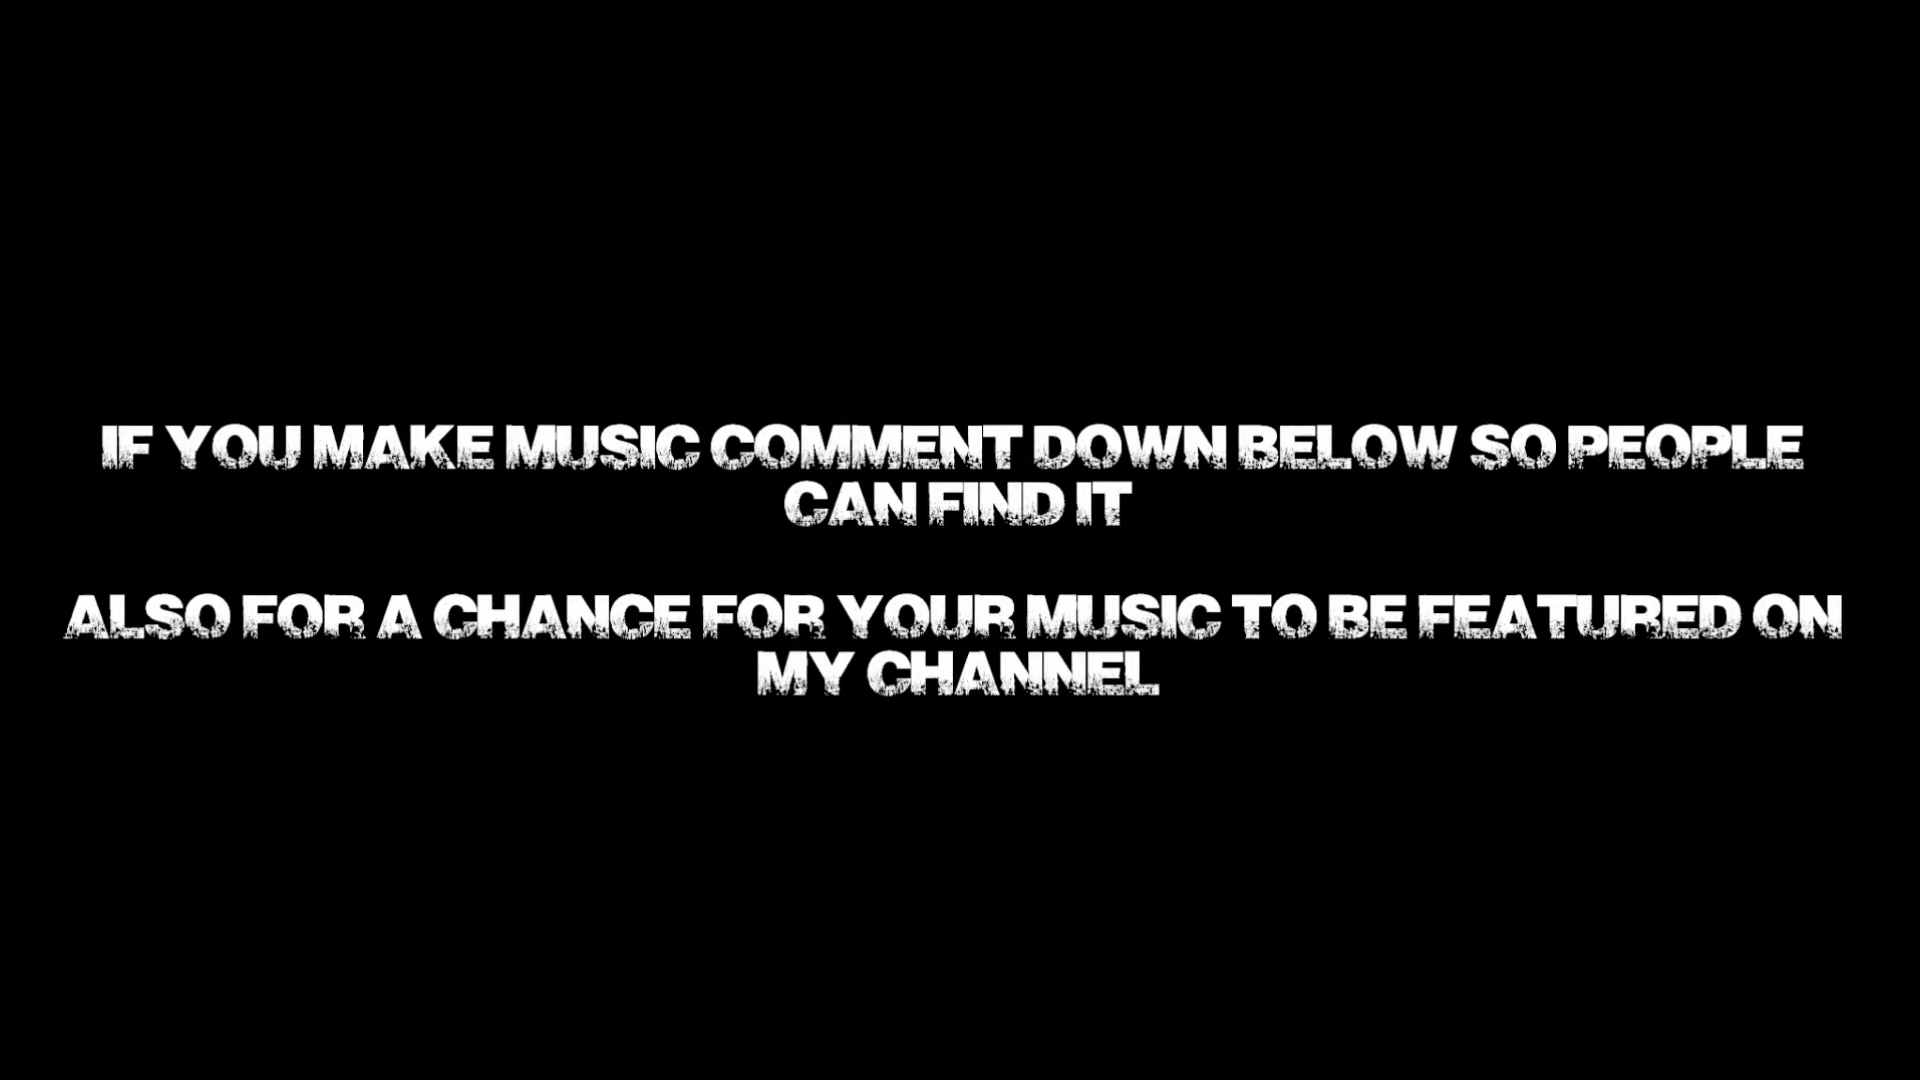 IF YOU MAKE MUSIC COMMENT DOWN BELOW SO PEOPLE
CAN FIND IT
ALSO FOR A CHANCE FOR YOUR MUSIC TO BE FEATURED ON
MY CHANNEL